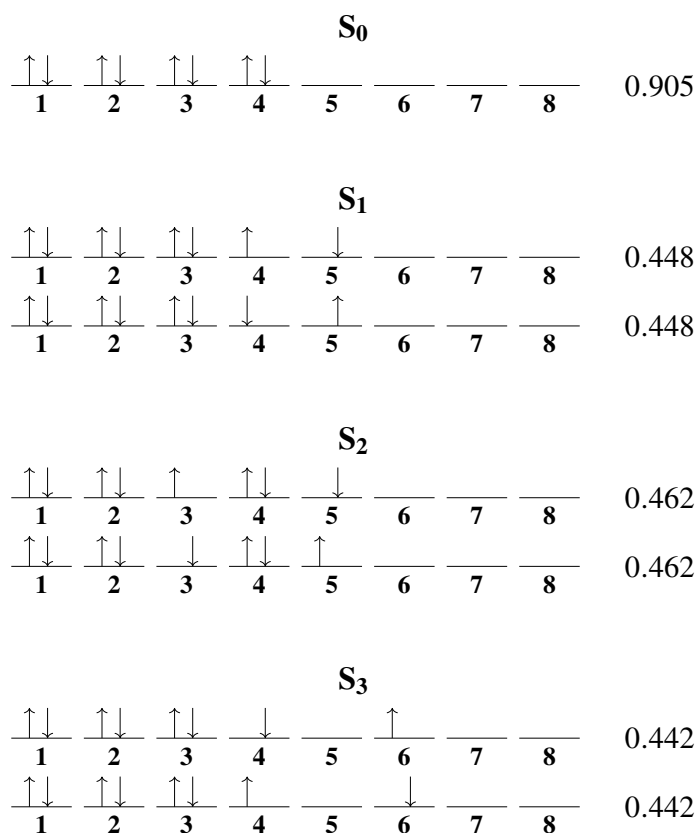 S₀
↑↓ ↑↓ ↑↓ ↑↓ 0.905
1 2 3 4 5 6 7 8
S₁
↑↓ ↑↓ ↑↓ ↑ ↓ 0.448
1 2 3 4 5 6 7 8
↑↓ ↑↓ ↑↓ ↓ ↑ 0.448
1 2 3 4 5 6 7 8
S₂
↑↓ ↑↓ ↑ ↑↓ ↓ 0.462
1 2 3 4 5 6 7 8
↑↓ ↑↓ ↓ ↑↓ ↑ 0.462
1 2 3 4 5 6 7 8
S₃
↑↓ ↑↓ ↑↓ ↓ ↑ 0.442
1 2 3 4 5 6 7 8
↑↓ ↑↓ ↑↓ ↑ ↓ 0.442
1 2 3 4 5 6 7 8